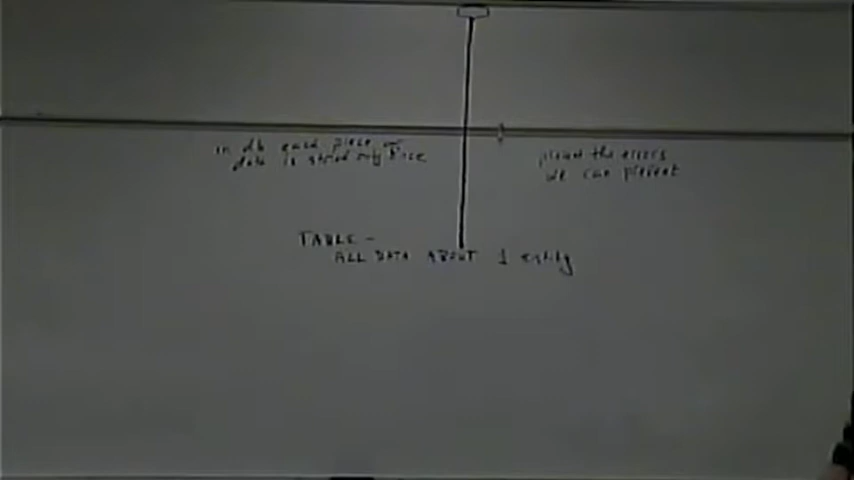 in db each piece of
data is stored only once
prevent the errors
we can prevent
TABLE -
ALL DATA ABOUT 1 entity